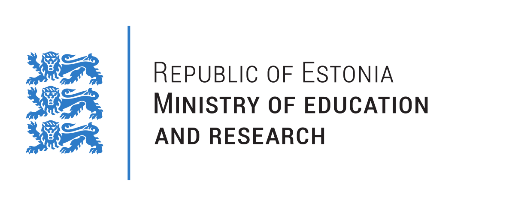 Republic of Estonia
Ministry of education
and research